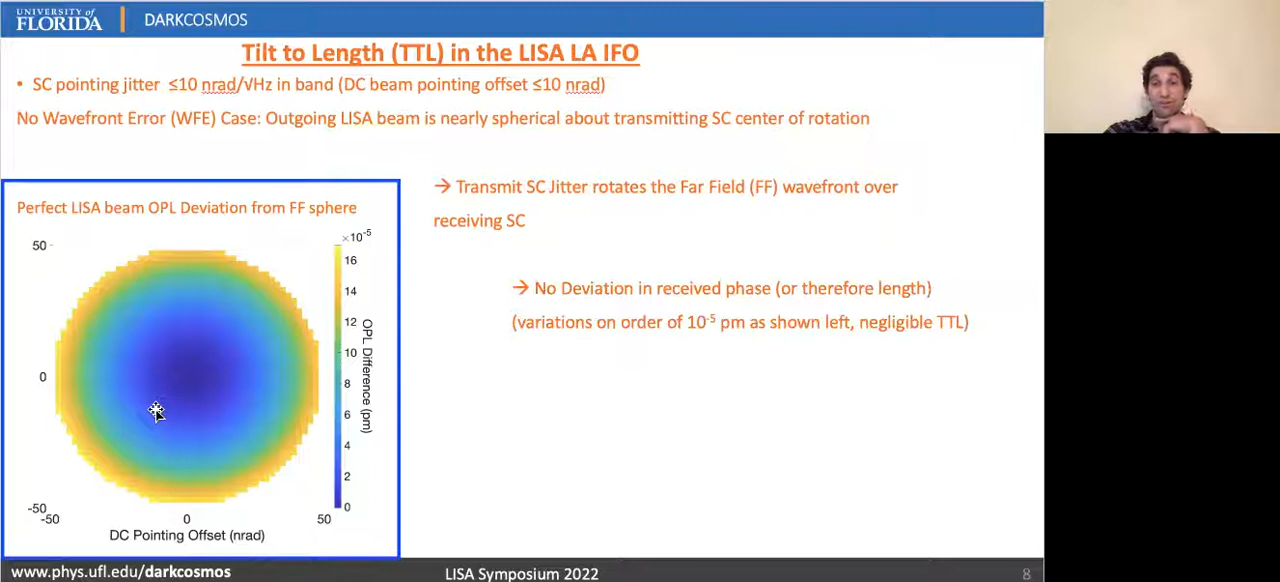 UNIVERSITY of
FLORIDA
DARKCOSMOS
Tilt to Length (TTL) in the LISA LA IFO
• SC pointing jitter ≤10 nrad/√Hz in band (DC beam pointing offset ≤10 nrad)
No Wavefront Error (WFE) Case: Outgoing LISA beam is nearly spherical about transmitting SC center of rotation
Perfect LISA beam OPL Deviation from FF sphere
×10⁻⁵
50
0
-50
-50
0
50
DC Pointing Offset (nrad)
16
14
12
10
8
6
4
2
0
OPL Difference (pm)
→ Transmit SC Jitter rotates the Far Field (FF) wavefront over
receiving SC
→ No Deviation in received phase (or therefore length)
(variations on order of 10⁻⁵ pm as shown left, negligible TTL)
www.phys.ufl.edu/darkcosmos
LISA Symposium 2022
8